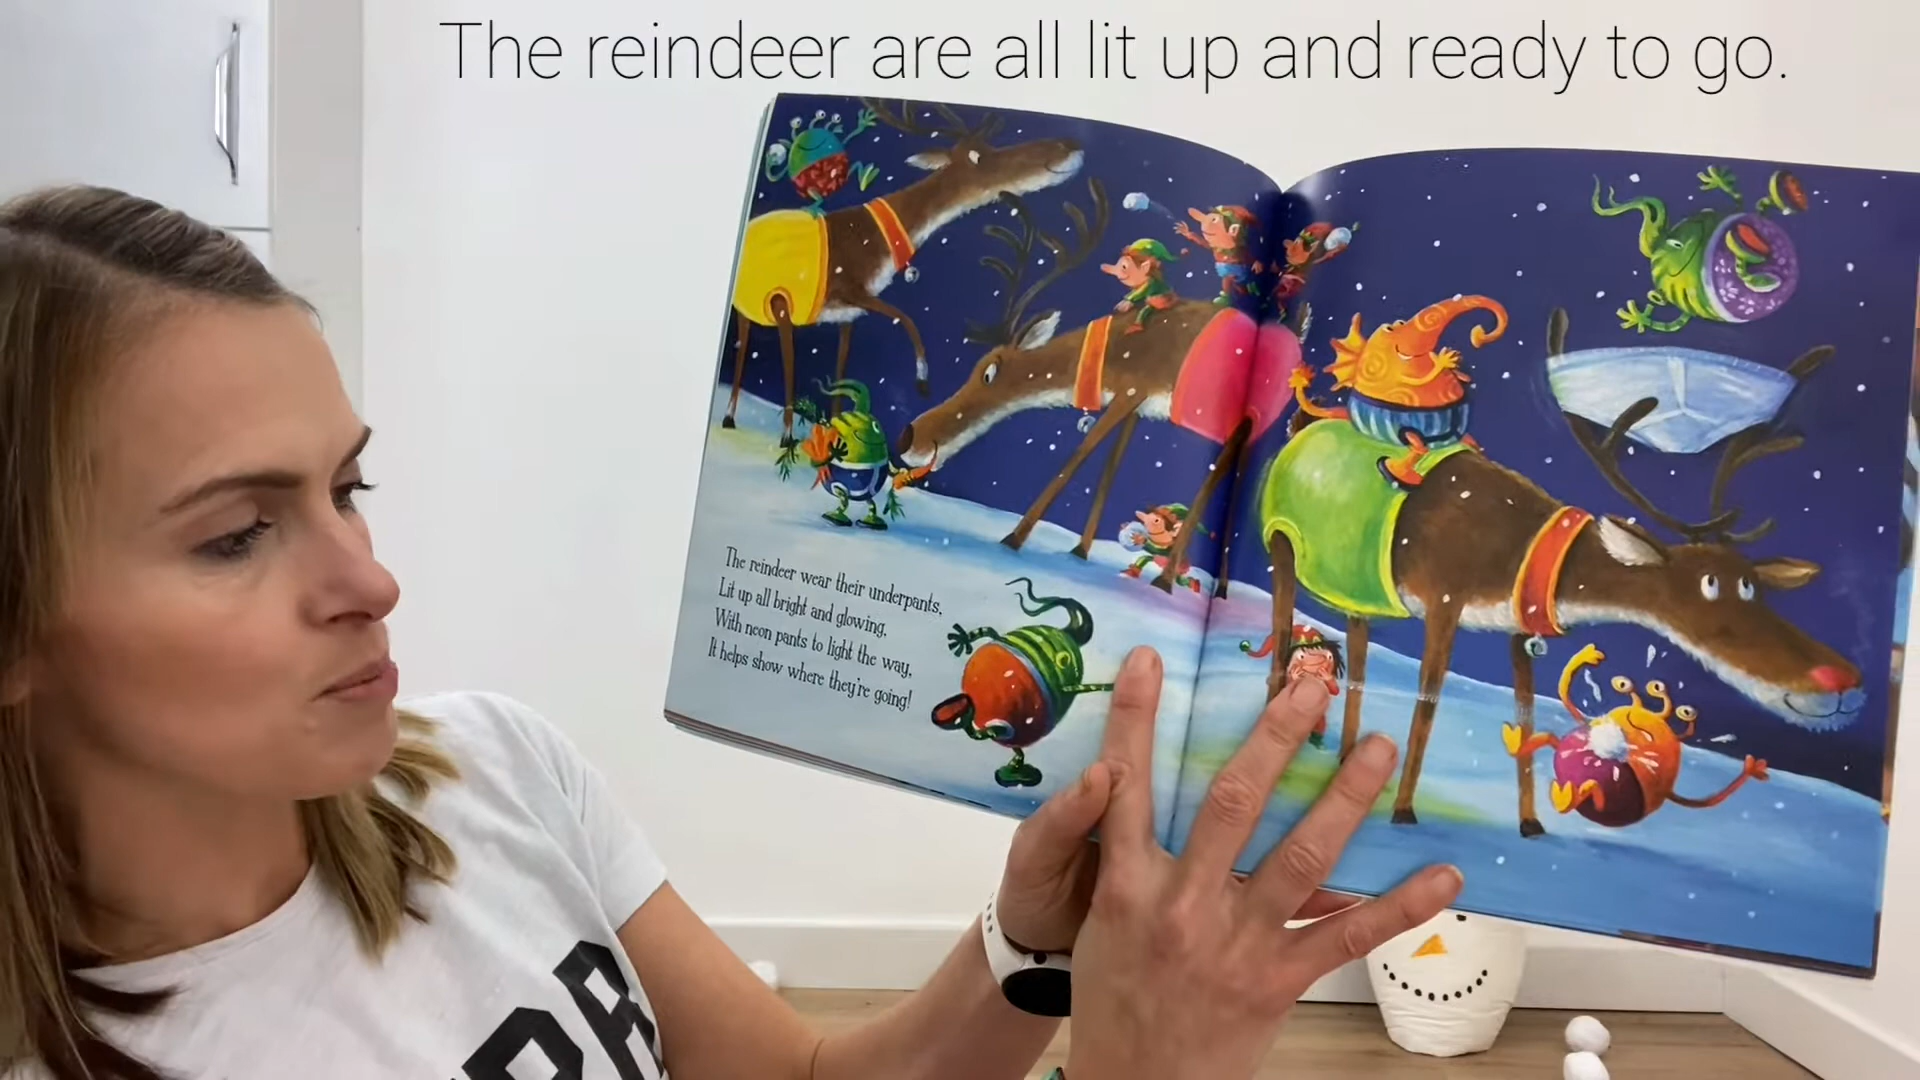 The reindeer are all lit up and ready to go.
The reindeer wear their underpants,
Lit up all bright and glowing,
With neon pants to light the way,
It helps show where they're going!